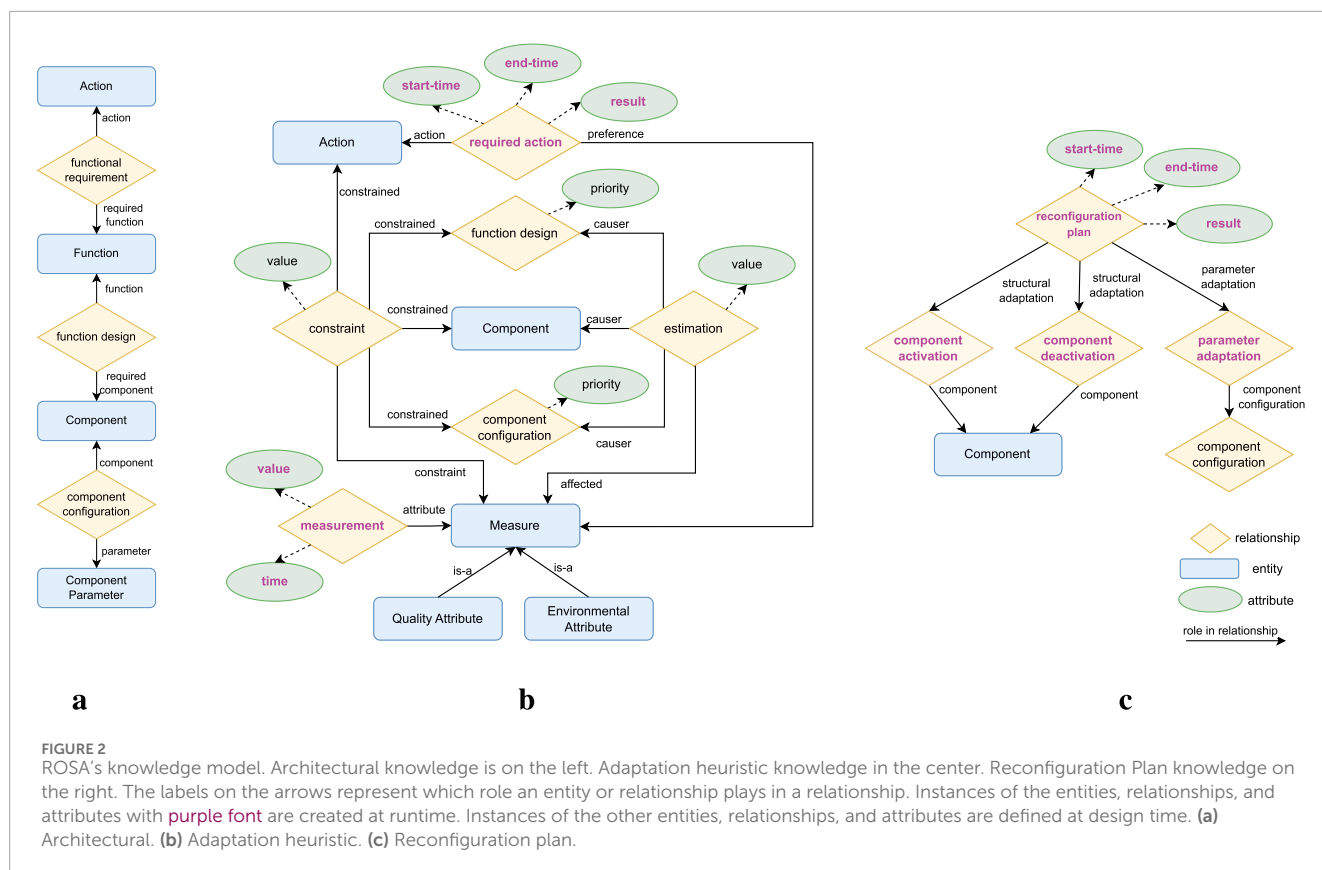 Action
action
functional
requirement
required
function
Function
function
function design
required
component
Component
component
component
configuration
parameter
Component
Parameter
a
end-time
start-time
result
Action
action
required action
preference
constrained
priority
constrained
function design
causer
value
value
constraint
constrained
Component
causer
estimation
priority
constrained
component
configuration
causer
constraint
affected
value
measurement
attribute
Measure
time
is-a
is-a
Quality Attribute
Environmental
Attribute
b
start-time
end-time
reconfiguration
plan
result
structural
adaptation
structural
adaptation
parameter
adaptation
component
activation
component
deactivation
parameter
adaptation
component
component
component
configuration
Component
component
configuration
relationship
entity
attribute
role in relationship
c
FIGURE 2
ROSA's knowledge model. Architectural knowledge is on the left. Adaptation heuristic knowledge in the center. Reconfiguration Plan knowledge on
the right. The labels on the arrows represent which role an entity or relationship plays in a relationship. Instances of the entities, relationships, and
attributes with purple font are created at runtime. Instances of the other entities, relationships, and attributes are defined at design time. (a)
Architectural. (b) Adaptation heuristic. (c) Reconfiguration plan.